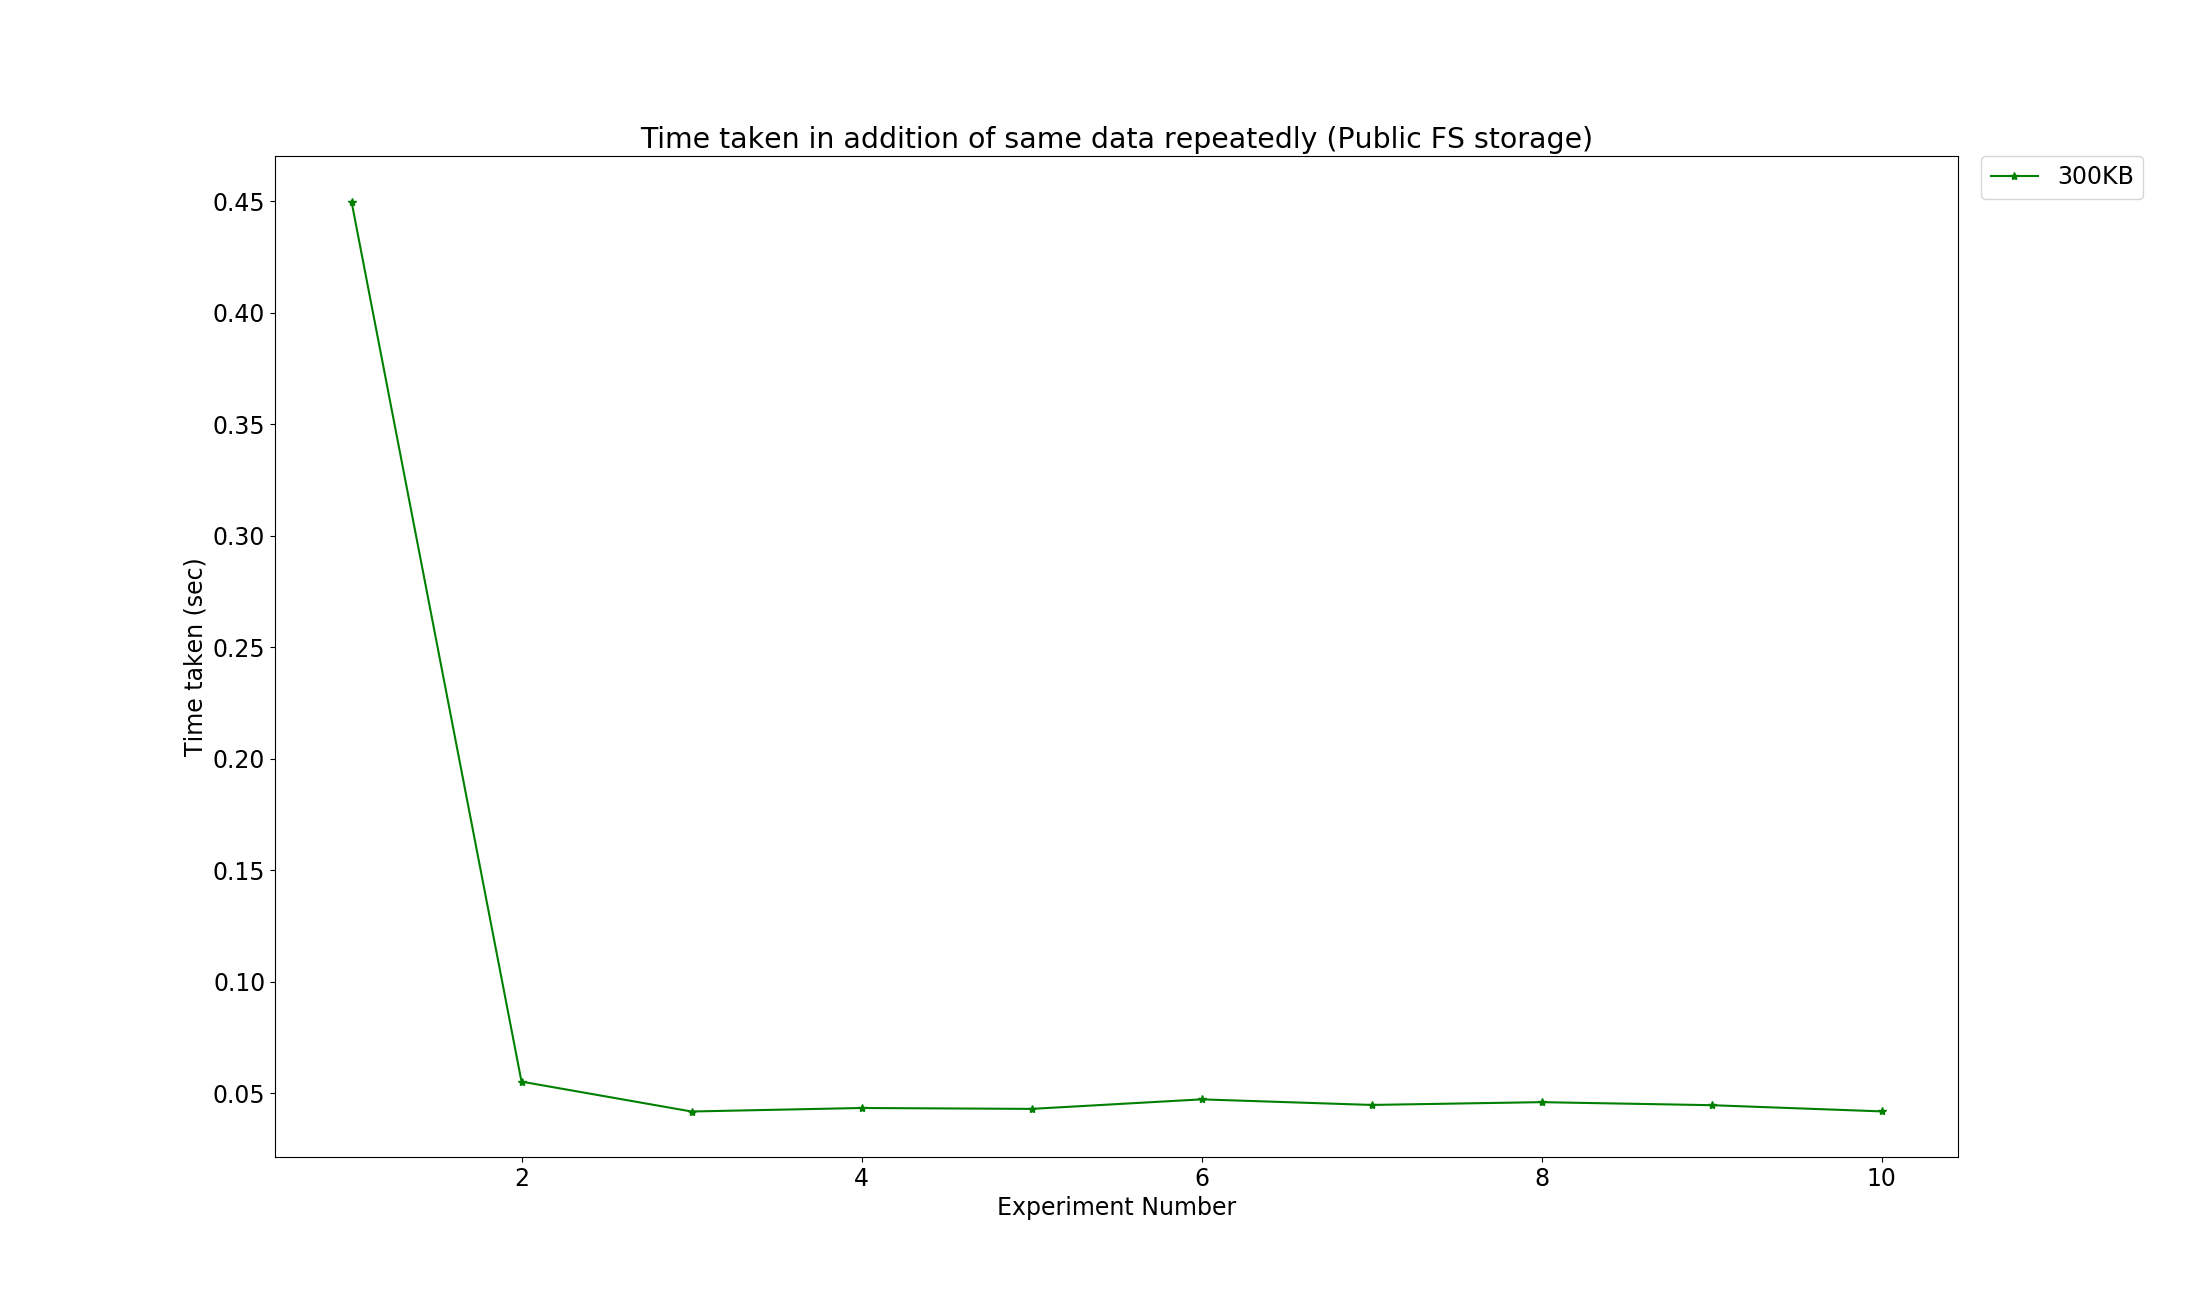 Time taken in addition of same data repeatedly (Public FS storage)
300KB
0.45
0.40
0.35
0.30
0.25
0.20
0.15
0.10
0.05
Time taken (sec)
2 4 6 8 10
Experiment Number